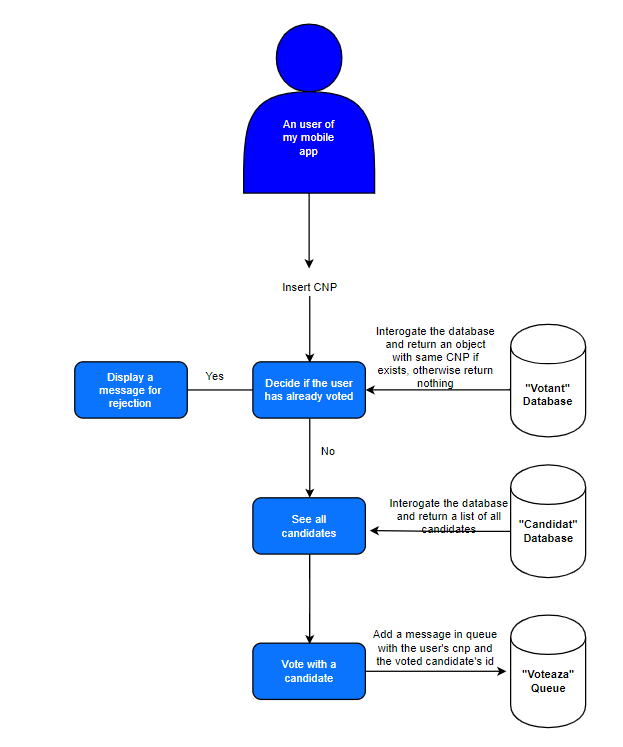 An user of
my mobile
app
Insert CNP
Interogate the database
and return an object
with same CNP if
exists, otherwise return
nothing
"Votant"
Database
Yes
Display a
message for
rejection
Decide if the user
has already voted
No
Interogate the database
and return a list of all
candidates
"Candidat"
Database
See all
candidates
Add a message in queue
with the user's cnp and
the voted candidate's id
"Voteaza"
Queue
Vote with a
candidate